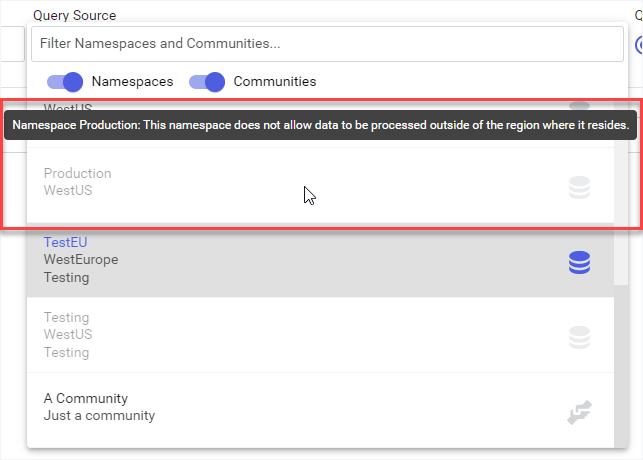 Query Source
Q
Filter Namespaces and Communities...
Namespaces
Communities
WestUS
Namespace Production: This namespace does not allow data to be processed outside of the region where it resides.
Production
WestUS
TestEU
WestEurope
Testing
Testing
WestUS
Testing
A Community
Just a community